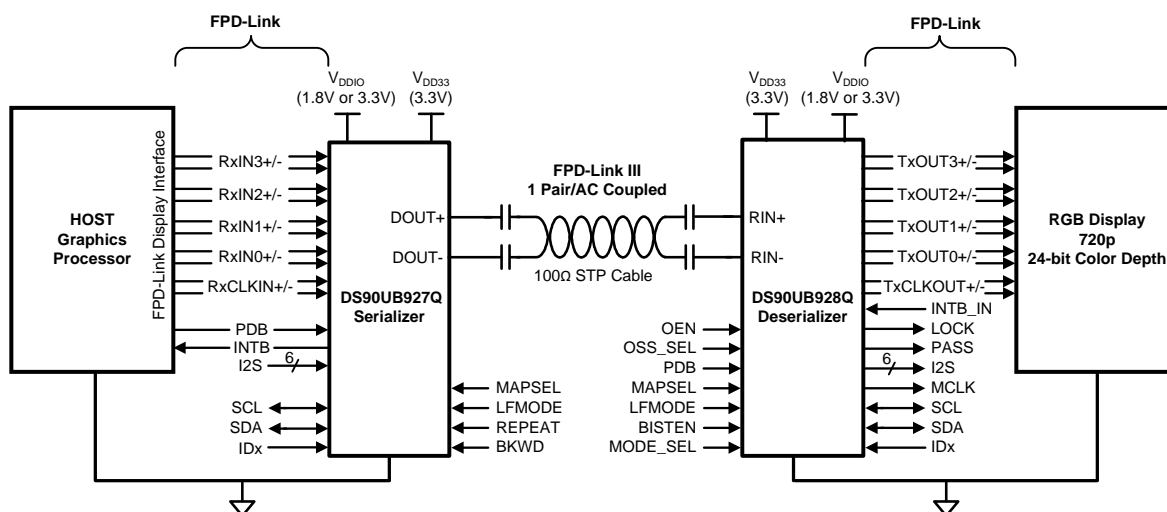 FPD-Link
FPD-Link
VDDIO
(1.8V or 3.3V)
VDD33
(3.3V)
VDD33
(3.3V)
VDDIO
(1.8V or 3.3V)
HOST
Graphics
Processor
FPD-Link Display Interface
RxIN3+/-
RxIN2+/-
RxIN1+/-
RxIN0+/-
RxCLKIN+/-
PDB
INTB
I2S
6
SCL
SDA
IDx
DOUT+
DOUT-
DS90UB927Q
Serializer
MAPSEL
LFMODE
REPEAT
BKWD
FPD-Link III
1 Pair/AC Coupled
100Ω STP Cable
RIN+
RIN-
DS90UB928Q
Deserializer
OEN
OSS_SEL
PDB
MAPSEL
LFMODE
BISTEN
MODE_SEL
TxOUT3+/-
TxOUT2+/-
TxOUT1+/-
TxOUT0+/-
TxCLKOUT+/-
INTB_IN
LOCK
PASS
6
I2S
MCLK
SCL
SDA
IDx
RGB Display
720p
24-bit Color Depth